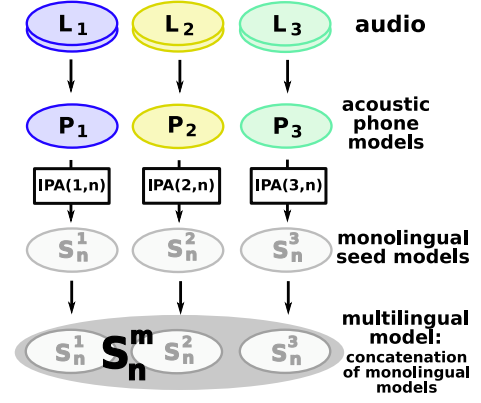 L1 L2 L3 audio
P1 P2 P3 acoustic
phone
models
IPA(1,n) IPA(2,n) IPA(3,n)
S¹ₙ S²ₙ S³ₙ monolingual
seed models
S¹ₙ Sᵐₙ S²ₙ S³ₙ multilingual
model:
concatenation
of monolingual
models